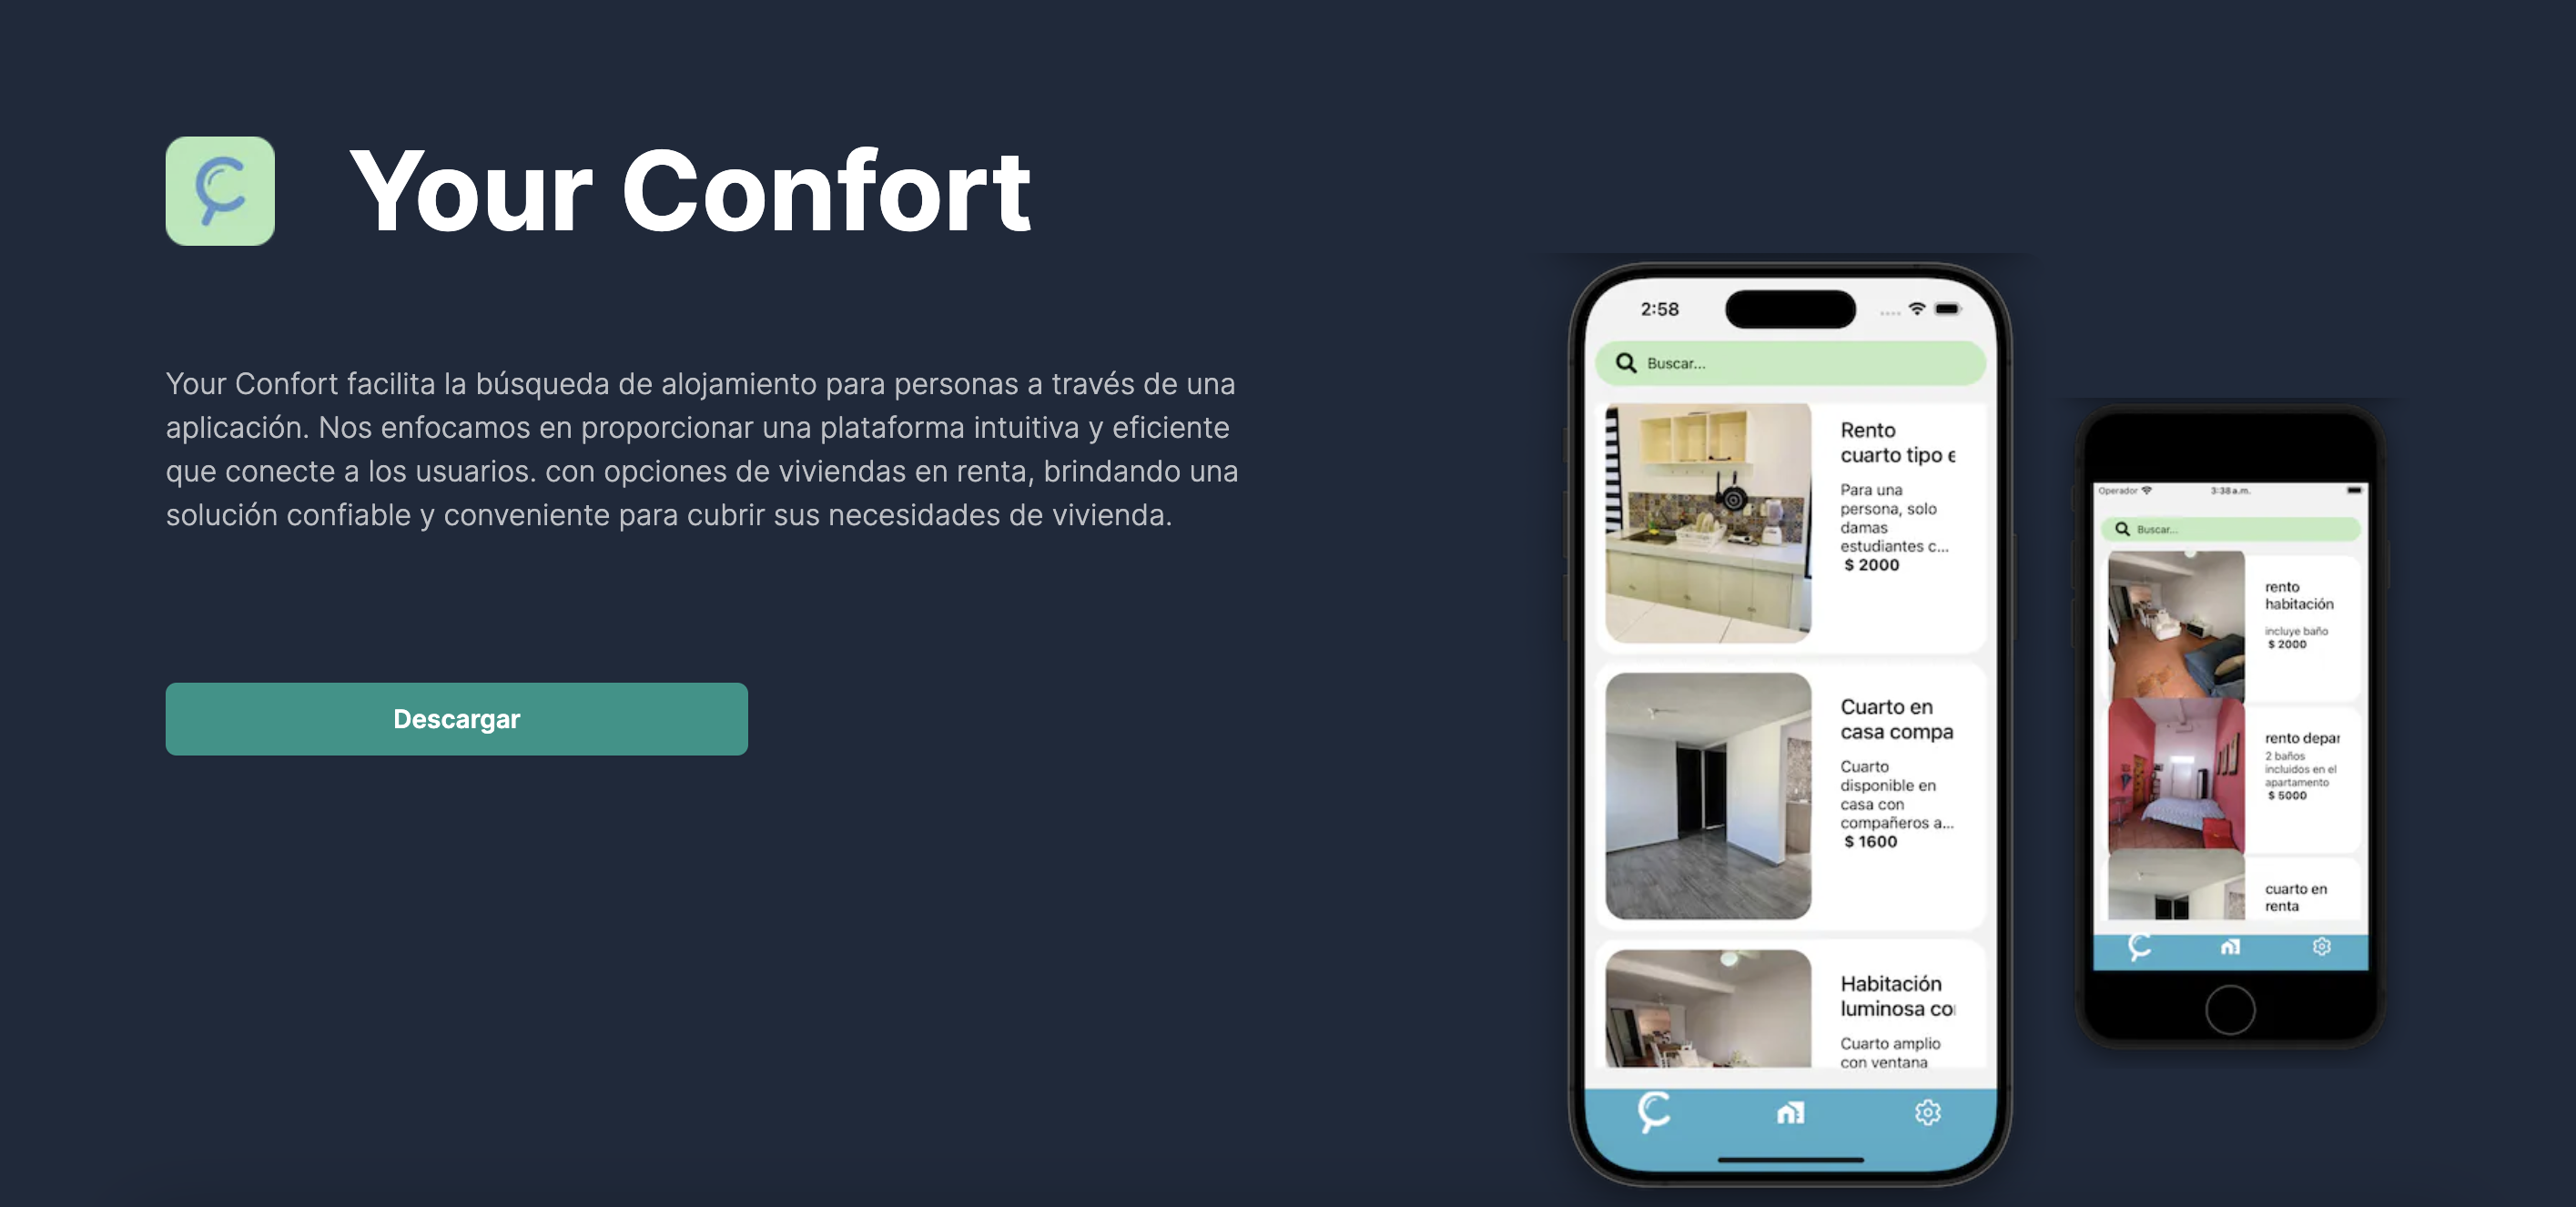 Your Confort
Your Confort facilita la búsqueda de alojamiento para personas a través de una
aplicación. Nos enfocamos en proporcionar una plataforma intuitiva y eficiente
que conecte a los usuarios. con opciones de viviendas en renta, brindando una
solución confiable y conveniente para cubrir sus necesidades de vivienda.
Descargar
2:58
Buscar...
Rento
cuarto tipo e
Para una
persona, solo
damas
estudiantes c...
$ 2000
Cuarto en
casa compa
Cuarto
disponible en
casa con
compañeros a...
$ 1600
Habitación
luminosa co
Cuarto amplio
con ventana
Operador
3:38 a.m.
Buscar...
rento
habitación
incluye baño
$ 2000
rento depar
2 baños
incluidos en el
apartamento
$ 5000
cuarto en
renta